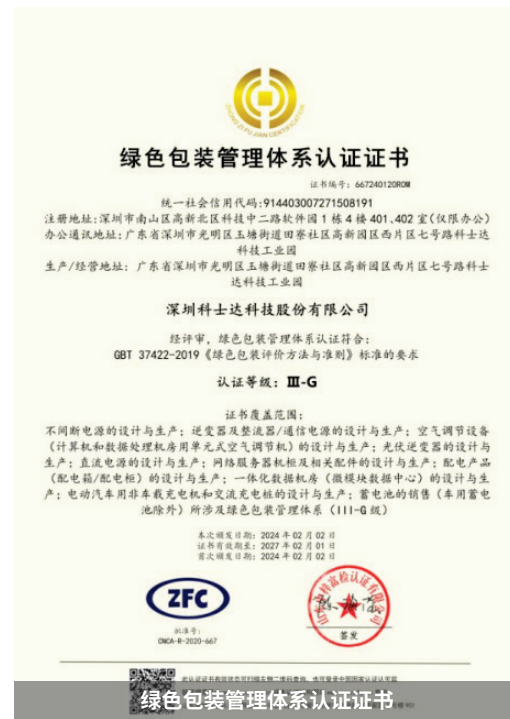 ZHONG ZI FU JIAN CERTIFICATION
绿色包装管理体系认证证书
证书编号: 667240120ROM
统一社会信用代码:914403007271508191
注册地址:深圳市南山区高新北区科技中二路软件园1栋4楼401、402室(仅限办公)
办公通讯地址:广东省深圳市光明区玉塘街道田寮社区高新园区西片区七号路科士达
科技工业园
生产/经营地址: 广东省深圳市光明区玉塘街道田寮社区高新园区西片区七号路科士
达科技工业园
深圳科士达科技股份有限公司
经评审, 绿色包装管理体系认证符合:
GBT 37422-2019《绿色包装评价方法与准则》标准的要求
认证等级: Ⅲ-G
证书覆盖范围:
不间断电源的设计与生产; 逆变器及整流器/通信电源的设计与生产; 空气调节设备
(计算机和数据处理机房用单元式空气调节机)的设计与生产; 光伏逆变器的设计与
生产; 直流电源的设计与生产; 网络服务器机柜及相关配件的设计与生产; 配电产品
(配电箱/配电柜)的设计与生产; 一体化数据机房(微模块数据中心)的设计与生
产; 电动汽车用非车载充电机和交流充电桩的设计与生产; 蓄电池的销售(车用蓄电
池除外)所涉及绿色包装管理体系(III-G级)
本次颁发日期: 2024年02月02日
证书有效期至: 2027年02月01日
首次颁发日期: 2024年02月02日
ZFC
批准号:
CNCA-R-2020-667
签发
绿色包装管理体系认证证书